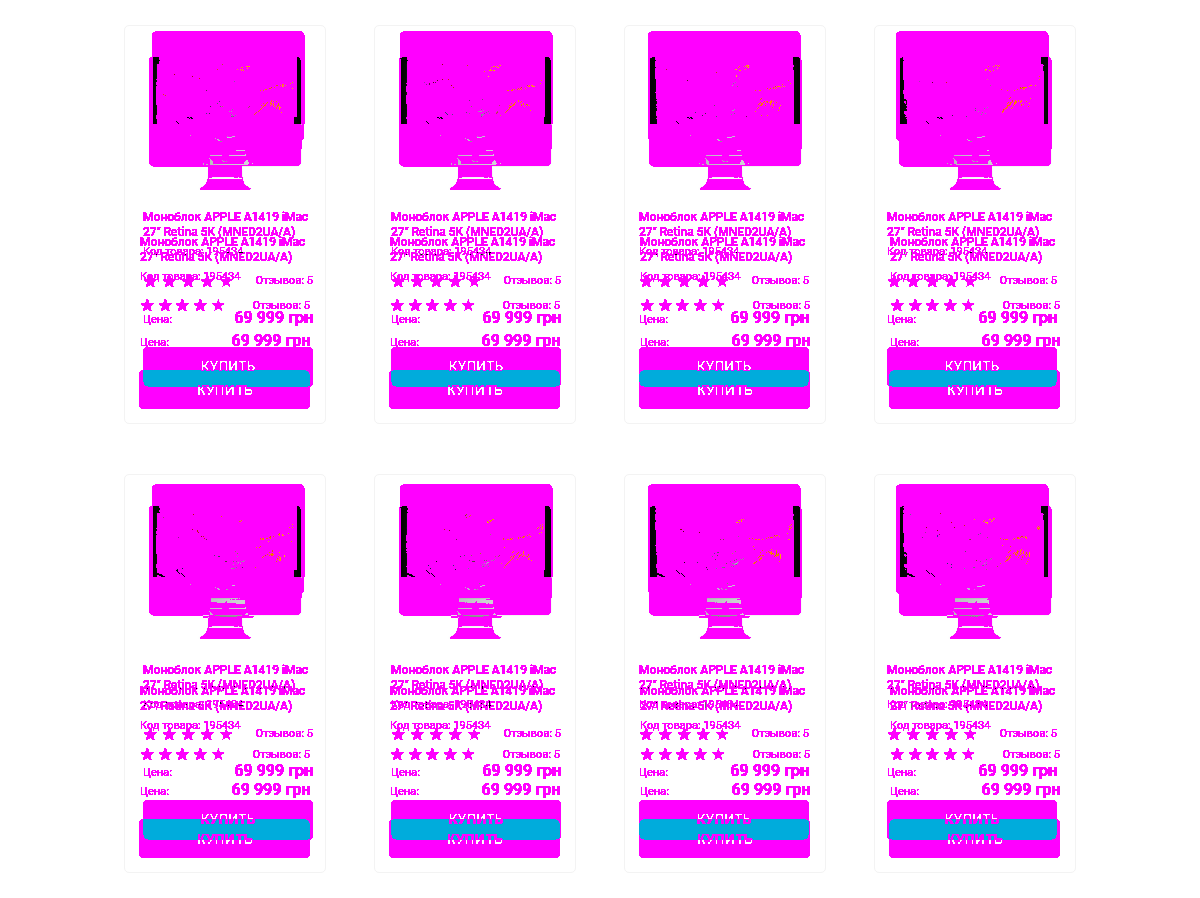 Моноблок APPLE A1419 iMac
27" Retina 5K (MNED2UA/A)
Моноблок APPLE A1419 iMac
Код товара: 195434
27" Retina 5K (MNED2UA/A)
Код товара: 195434
Отзывов: 5
Отзывов: 5
Цена: 69 999 грн
Цена: 69 999 грн
КУПИТЬ
КУПИТЬ
Моноблок APPLE A1419 iMac
27" Retina 5K (MNED2UA/A)
Моноблок APPLE A1419 iMac
Код товара: 195434
27" Retina 5K (MNED2UA/A)
Код товара: 195434
Отзывов: 5
Отзывов: 5
Цена: 69 999 грн
Цена: 69 999 грн
КУПИТЬ
КУПИТЬ
Моноблок APPLE A1419 iMac
27" Retina 5K (MNED2UA/A)
Моноблок APPLE A1419 iMac
Код товара: 195434
27" Retina 5K (MNED2UA/A)
Код товара: 195434
Отзывов: 5
Отзывов: 5
Цена: 69 999 грн
Цена: 69 999 грн
КУПИТЬ
КУПИТЬ
Моноблок APPLE A1419 iMac
27" Retina 5K (MNED2UA/A)
Моноблок APPLE A1419 iMac
Код товара: 195434
27" Retina 5K (MNED2UA/A)
Код товара: 195434
Отзывов: 5
Отзывов: 5
Цена: 69 999 грн
Цена: 69 999 грн
КУПИТЬ
КУПИТЬ
Моноблок APPLE A1419 iMac
27" Retina 5K (MNED2UA/A)
Моноблок APPLE A1419 iMac
27" Retina 5K (MNED2UA/A)
Код товара: 195434
Отзывов: 5
Отзывов: 5
Цена: 69 999 грн
Цена: 69 999 грн
КУПИТЬ
КУПИТЬ
Моноблок APPLE A1419 iMac
27" Retina 5K (MNED2UA/A)
Моноблок APPLE A1419 iMac
27" Retina 5K (MNED2UA/A)
Код товара: 195434
Отзывов: 5
Отзывов: 5
Цена: 69 999 грн
Цена: 69 999 грн
КУПИТЬ
КУПИТЬ
Моноблок APPLE A1419 iMac
27" Retina 5K (MNED2UA/A)
Моноблок APPLE A1419 iMac
27" Retina 5K (MNED2UA/A)
Код товара: 195434
Отзывов: 5
Отзывов: 5
Цена: 69 999 грн
Цена: 69 999 грн
КУПИТЬ
КУПИТЬ
Моноблок APPLE A1419 iMac
27" Retina 5K (MNED2UA/A)
Моноблок APPLE A1419 iMac
27" Retina 5K (MNED2UA/A)
Код товара: 195434
Отзывов: 5
Отзывов: 5
Цена: 69 999 грн
Цена: 69 999 грн
КУПИТЬ
КУПИТЬ